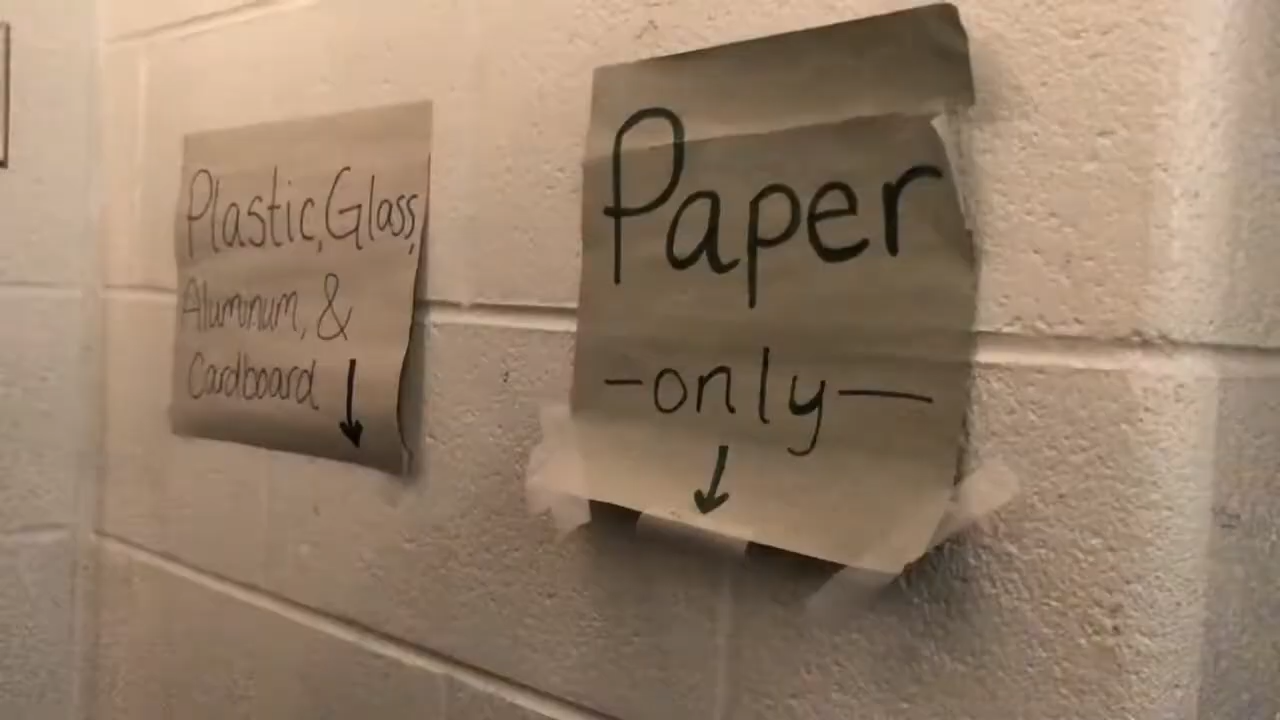 Plastic, Glass,
Aluminum, &
Cardboard ↓
Paper
-only-
↓